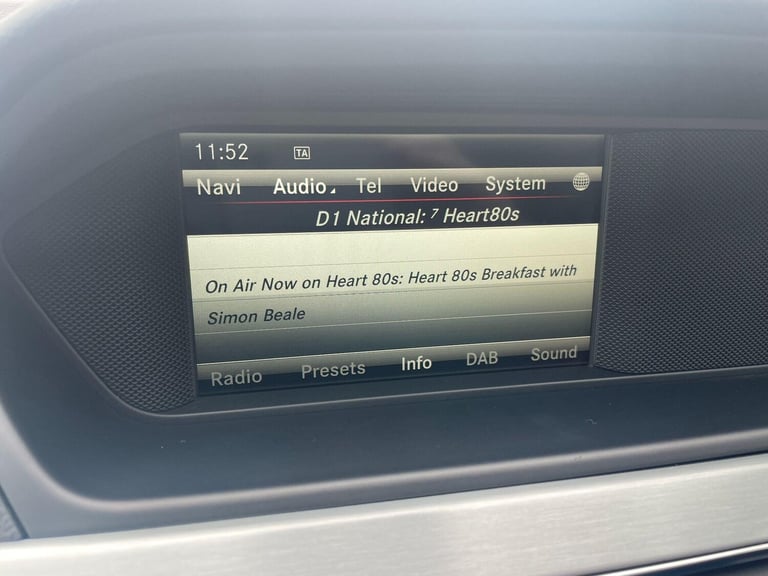 11:52 TA
Navi Audio Tel Video System
D1 National: 7 Heart80s
On Air Now on Heart 80s: Heart 80s Breakfast with
Simon Beale
Radio Presets Info DAB Sound